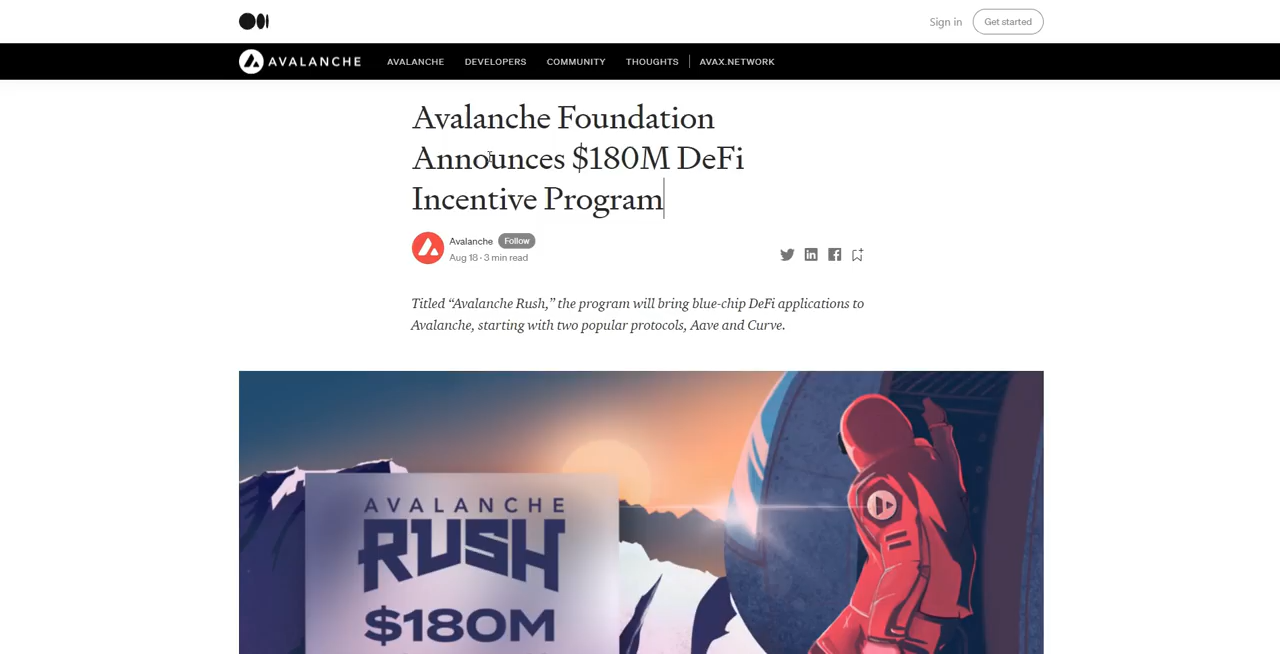 Sign in
Get started
AVALANCHE
AVALANCHE
DEVELOPERS
COMMUNITY
THOUGHTS
AVAX.NETWORK
Avalanche Foundation
Announces $180M DeFi
Incentive Program
Avalanche
Follow
Aug 18 · 3 min read
Titled “Avalanche Rush,” the program will bring blue-chip DeFi applications to
Avalanche, starting with two popular protocols, Aave and Curve.
AVALANCHE
RUSH
$180M